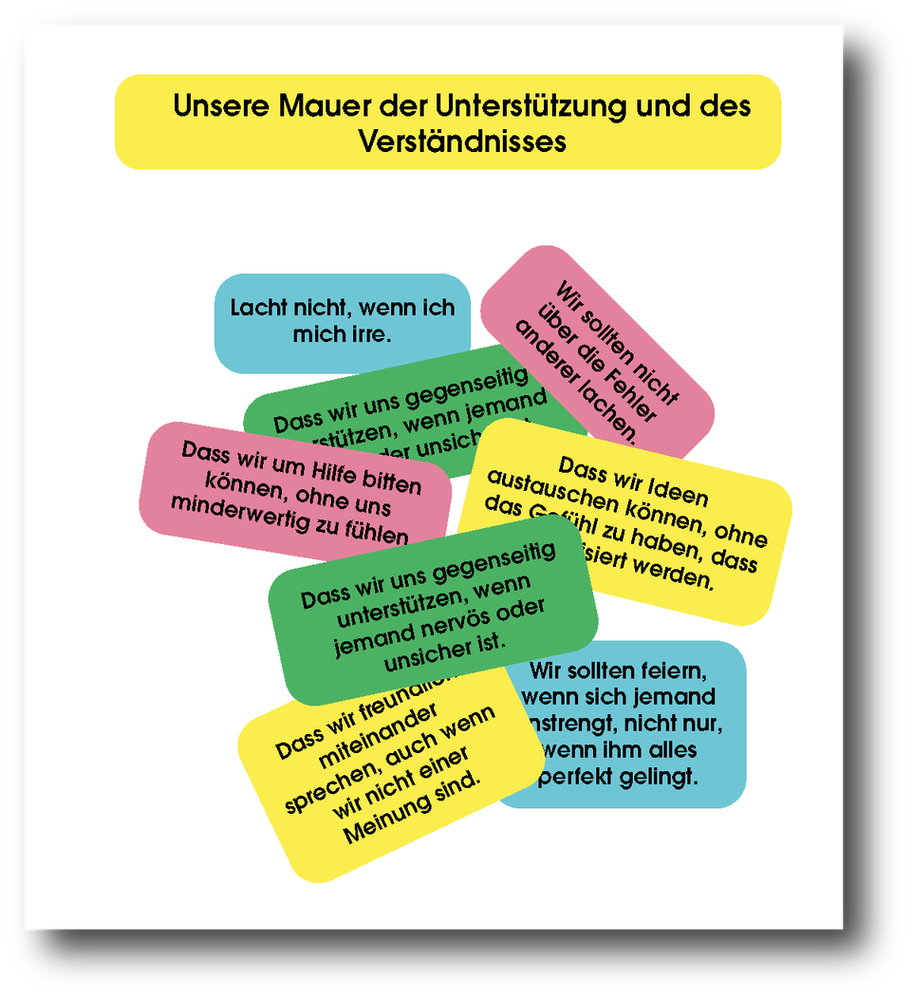 Unsere Mauer der Unterstützung und des
Verständnisses
Lacht nicht, wenn ich
mich irre.
Wir sollten nicht
über die Fehler
anderer lachen.
Dass wir uns gegenseitig
wenn jemand
Dass wir um Hilfe bitten
können, ohne uns
minderwertig zu fühlen
Dass wir Ideen
austauschen können, ohne
das Gefühl zu haben, dass
werden.
Dass wir uns gegenseitig
unterstützen, wenn
jemand nervös oder
unsicher ist.
Wir sollten feiern,
wenn sich jemand
nstrengt, nicht nur,
wenn ihm alles
perfekt gelingt.
Dass wir
miteinander
sprechen, auch wenn
wir nicht einer
Meinung sind.